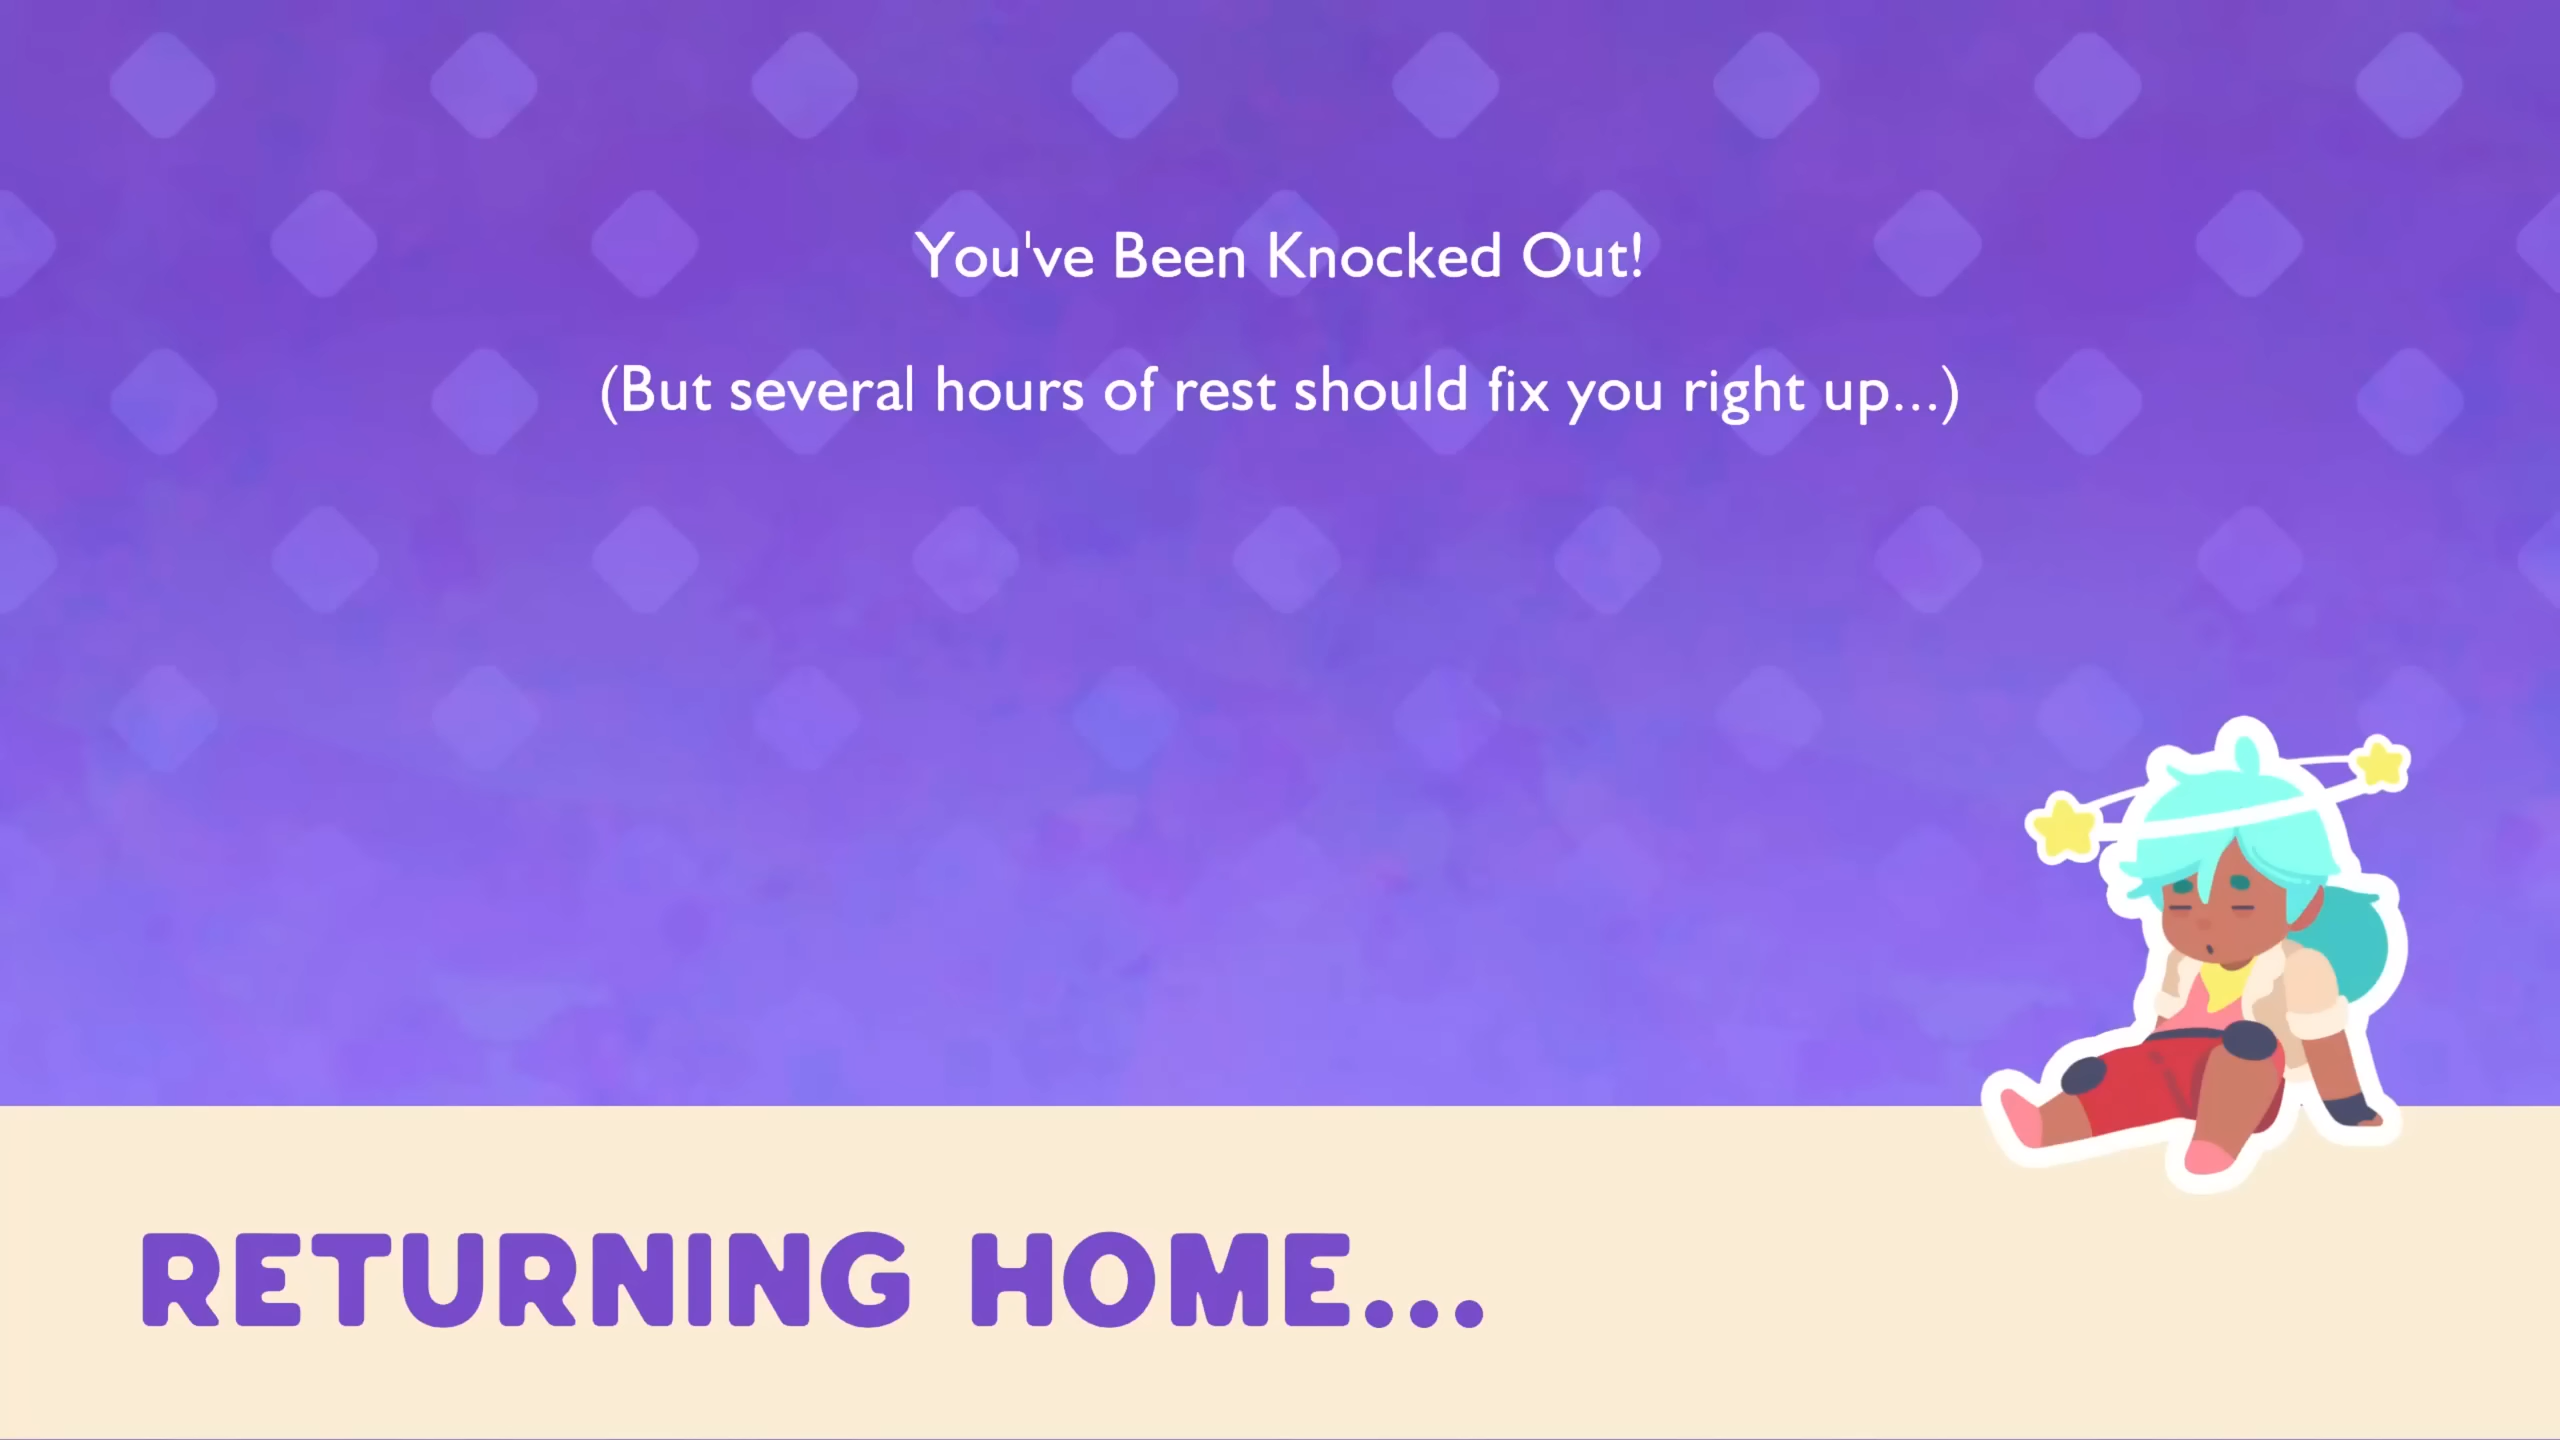 You've Been Knocked Out!
(But several hours of rest should fix you right up...)
RETURNING HOME...